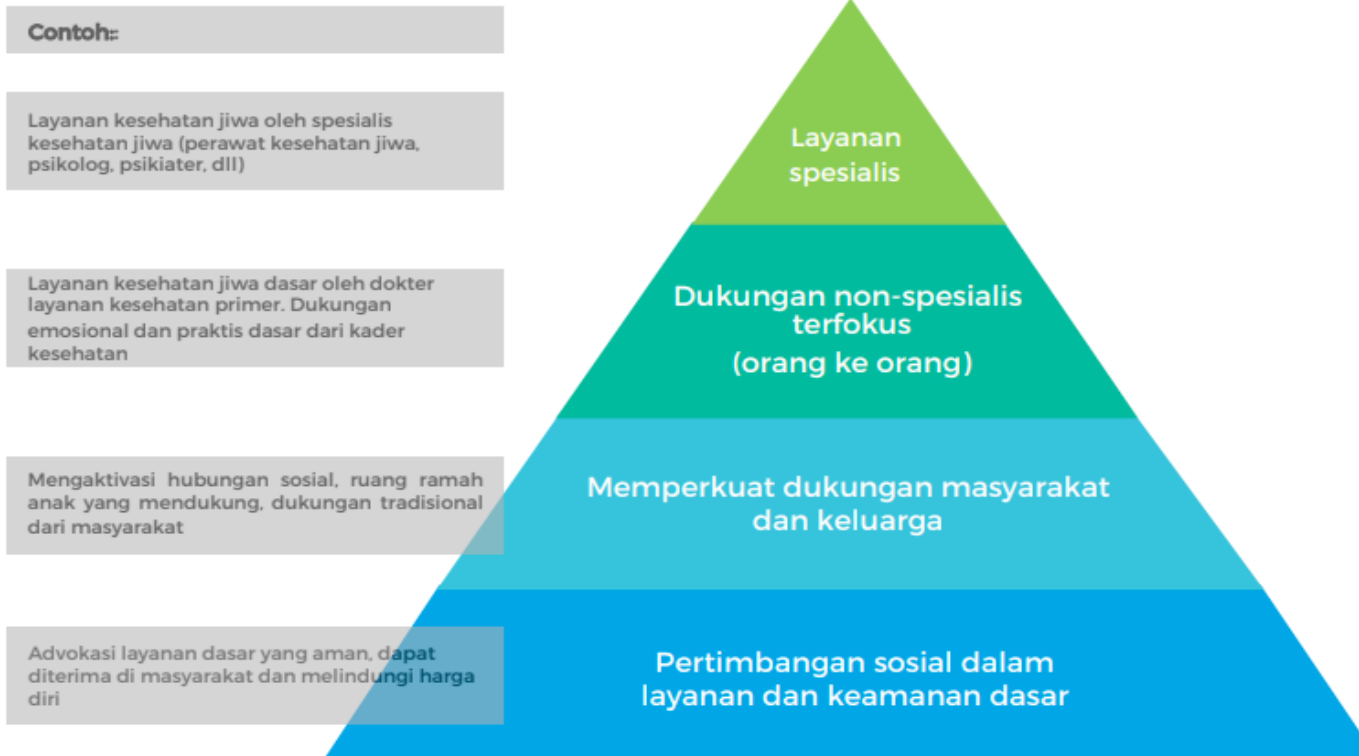 Contoh::
Layanan kesehatan jiwa oleh spesialis
kesehatan jiwa (perawat kesehatan jiwa,
psikolog, psikiater, dll)
Layanan
spesialis
Layanan kesehatan jiwa dasar oleh dokter
layanan kesehatan primer. Dukungan
emosional dan praktis dasar dari kader
kesehatan
Dukungan non-spesialis
terfokus
(orang ke orang)
Mengaktivasi hubungan sosial, ruang ramah
anak yang mendukung, dukungan tradisional
dari masyarakat
Memperkuat dukungan masyarakat
dan keluarga
Advokasi layanan dasar yang aman, dapat
diterima di masyarakat dan melindungi harga
diri
Pertimbangan sosial dalam
layanan dan keamanan dasar